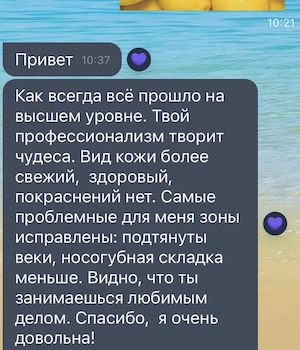 10:21
Привет 10:37
Как всегда всё прошло на
высшем уровне. Твой
профессионализм творит
чудеса. Вид кожи более
свежий,  здоровый,
покраснений нет. Самые
проблемные для меня зоны
исправлены: подтянуты
веки, носогубная складка
меньше. Видно, что ты
занимаешься любимым
делом. Спасибо,  я очень
довольна!